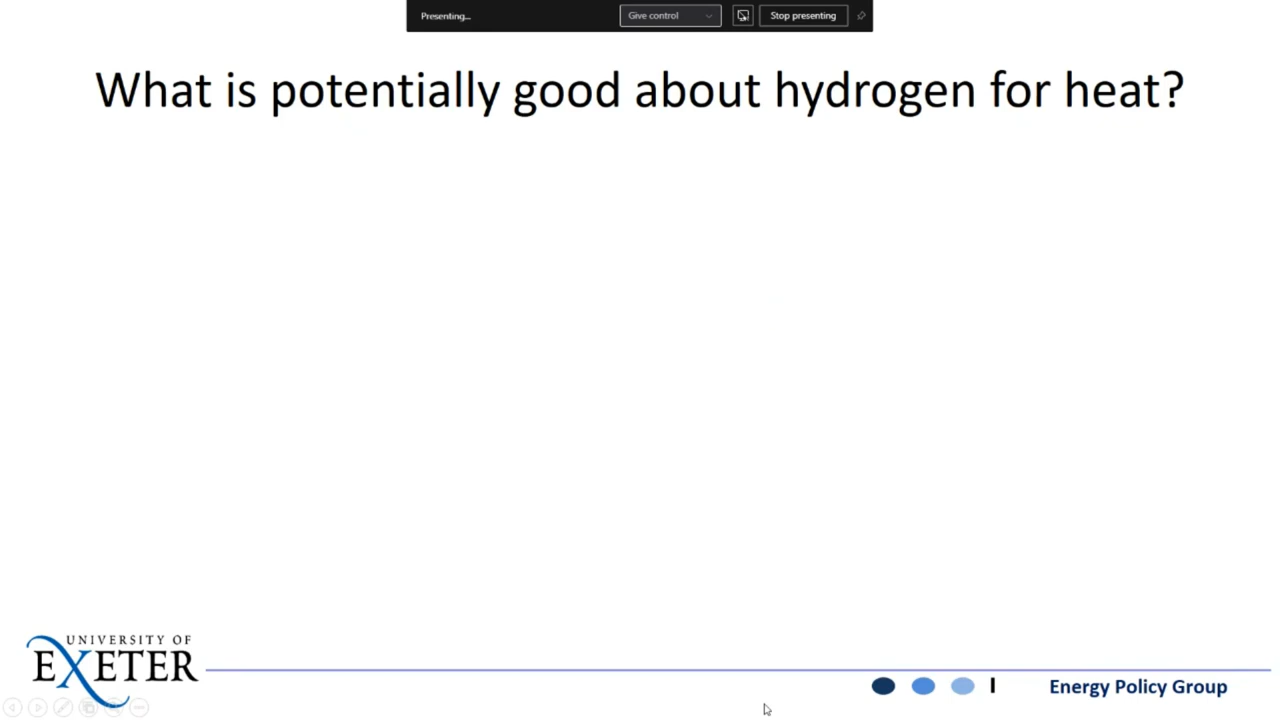 Presenting...
Give control
Stop presenting
What is potentially good about hydrogen for heat?
UNIVERSITY OF
EXETER
Energy Policy Group